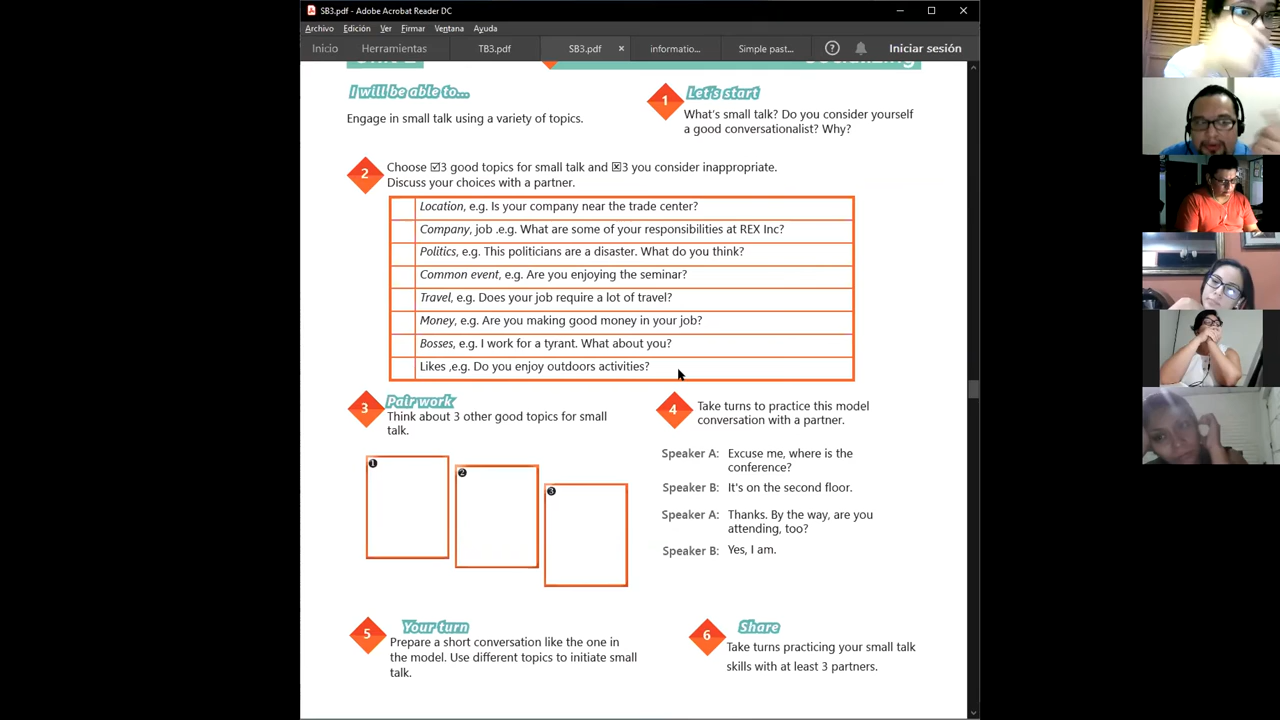 SB3.pdf - Adobe Acrobat Reader DC
Archivo Edición Ver Firmar Ventana Ayuda
Inicio Herramientas TB3.pdf SB3.pdf × informatio... Simple past... Iniciar sesión
Socializing
I will be able to...
Engage in small talk using a variety of topics.
1 Let's start
What's small talk? Do you consider yourself
a good conversationalist? Why?
2 Choose ☑3 good topics for small talk and ☒3 you consider inappropriate.
Discuss your choices with a partner.
Location, e.g. Is your company near the trade center?
Company, job .e.g. What are some of your responsibilities at REX Inc?
Politics, e.g. This politicians are a disaster. What do you think?
Common event, e.g. Are you enjoying the seminar?
Travel, e.g. Does your job require a lot of travel?
Money, e.g. Are you making good money in your job?
Bosses, e.g. I work for a tyrant. What about you?
Likes ,e.g. Do you enjoy outdoors activities?
3 Pair work
Think about 3 other good topics for small
talk.
❶
❷
❸
4 Take turns to practice this model
conversation with a partner.
Speaker A: Excuse me, where is the
conference?
Speaker B: It's on the second floor.
Speaker A: Thanks. By the way, are you
attending, too?
Speaker B: Yes, I am.
5 Your turn
Prepare a short conversation like the one in
the model. Use different topics to initiate small
talk.
6 Share
Take turns practicing your small talk
skills with at least 3 partners.